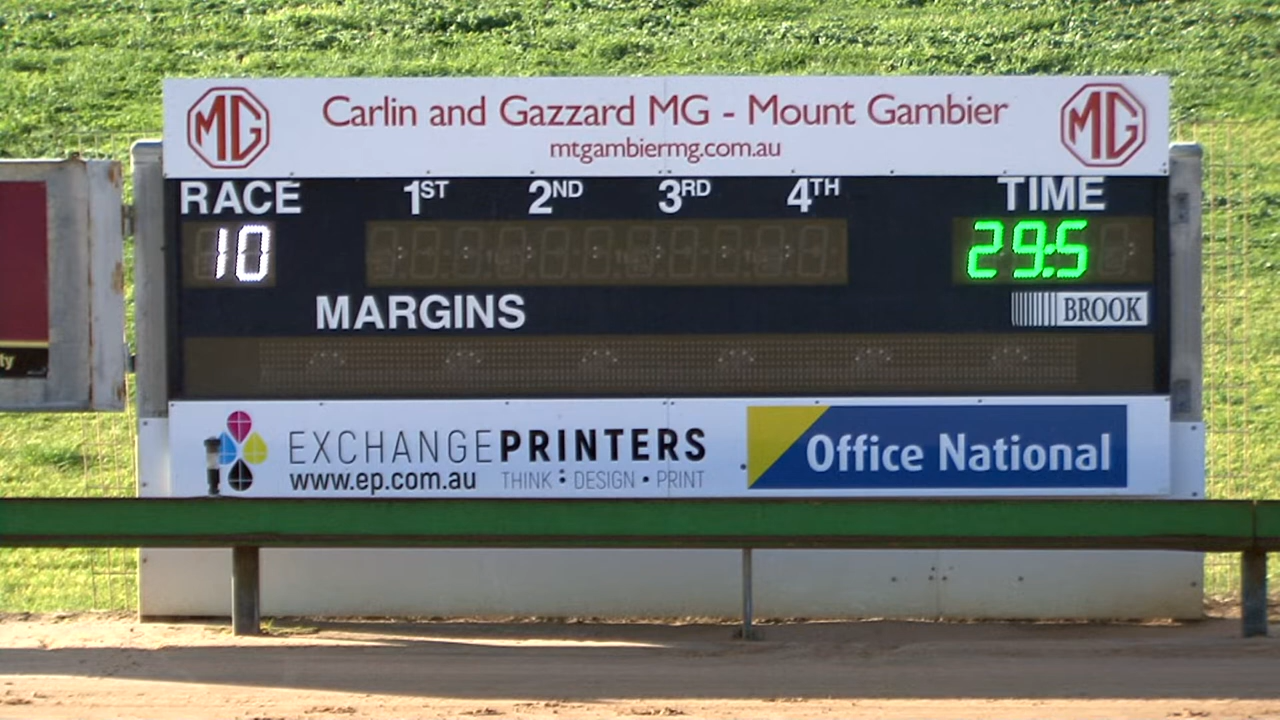 MG Carlin and Gazzard MG - Mount Gambier MG
mtgambiermg.com.au
RACE 1ST 2ND 3RD 4TH TIME
10 29:5
MARGINS BROOK
ty
EXCHANGEPRINTERS
www.ep.com.au THINK : DESIGN • PRINT
Office National